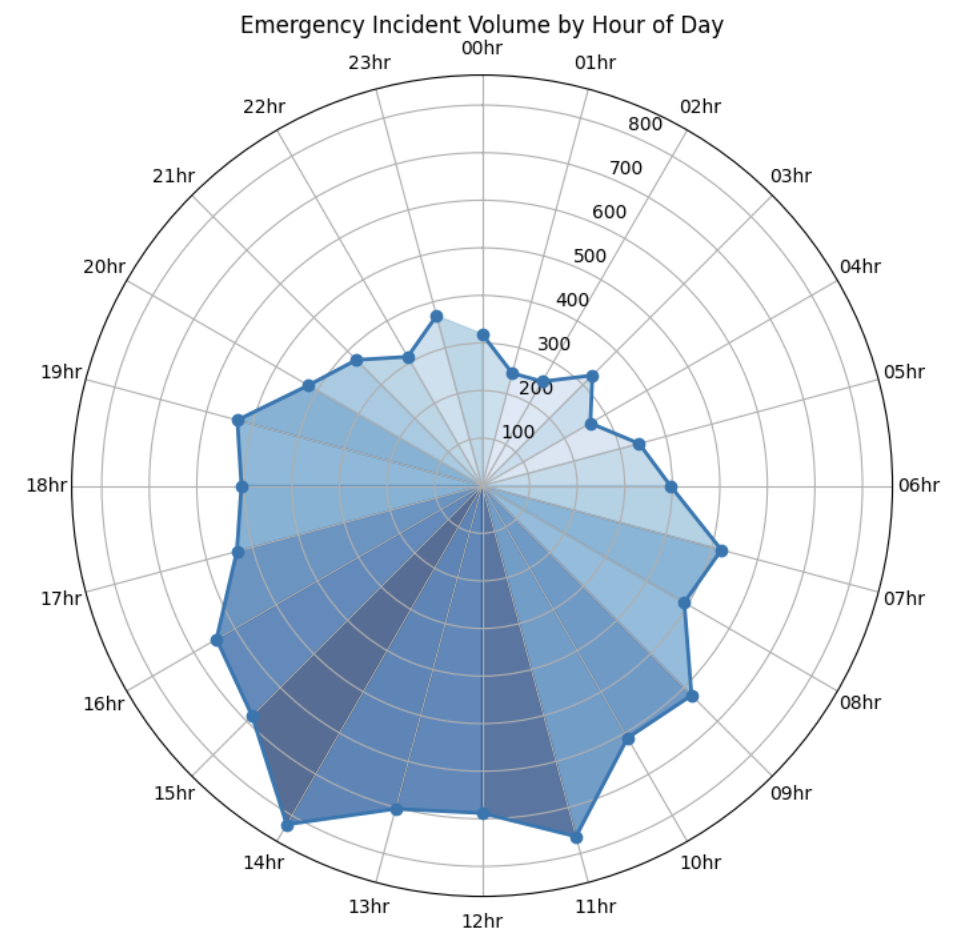 Emergency Incident Volume by Hour of Day
00hr
01hr
02hr
03hr
04hr
05hr
06hr
07hr
08hr
09hr
10hr
11hr
12hr
13hr
14hr
15hr
16hr
17hr
18hr
19hr
20hr
21hr
22hr
23hr
800
700
600
500
400
300
200
100